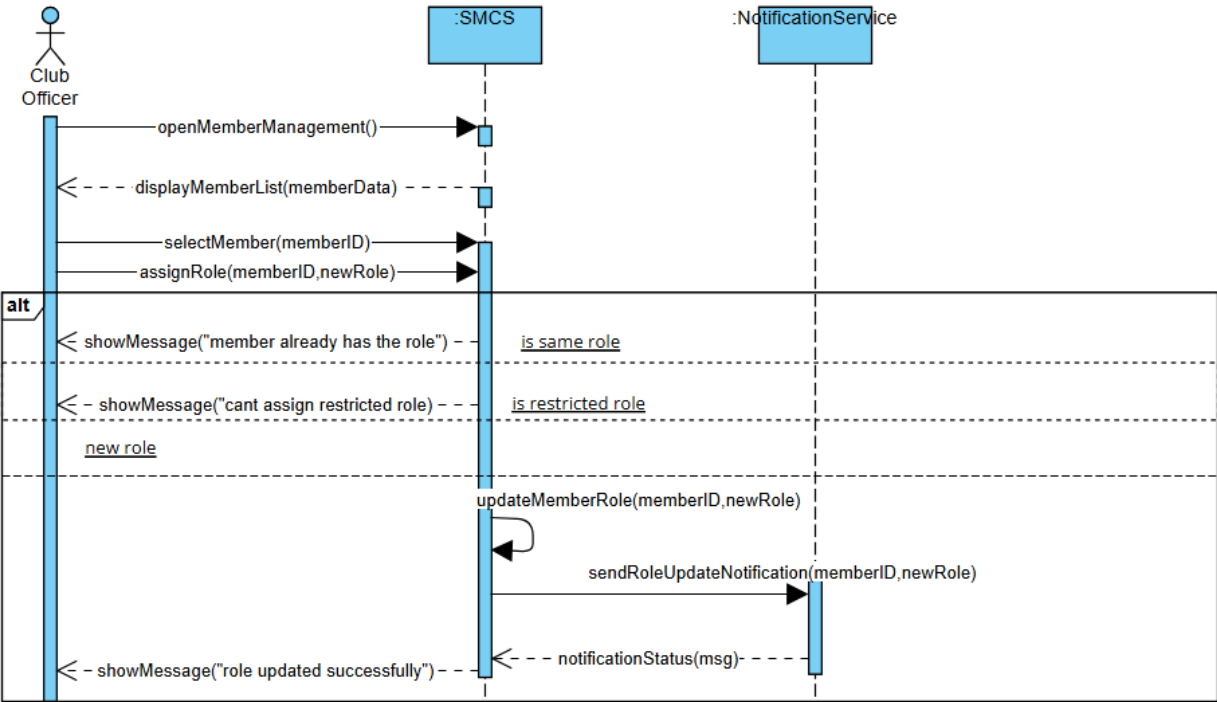 :SMCS
:NotificationService
Club
Officer
openMemberManagement()
displayMemberList(memberData)
selectMember(memberID)
assignRole(memberID,newRole)
alt
showMessage("member already has the role")
is same role
showMessage("cant assign restricted role)
is restricted role
new role
updateMemberRole(memberID,newRole)
sendRoleUpdateNotification(memberID,newRole)
notificationStatus(msg)
showMessage("role updated successfully")